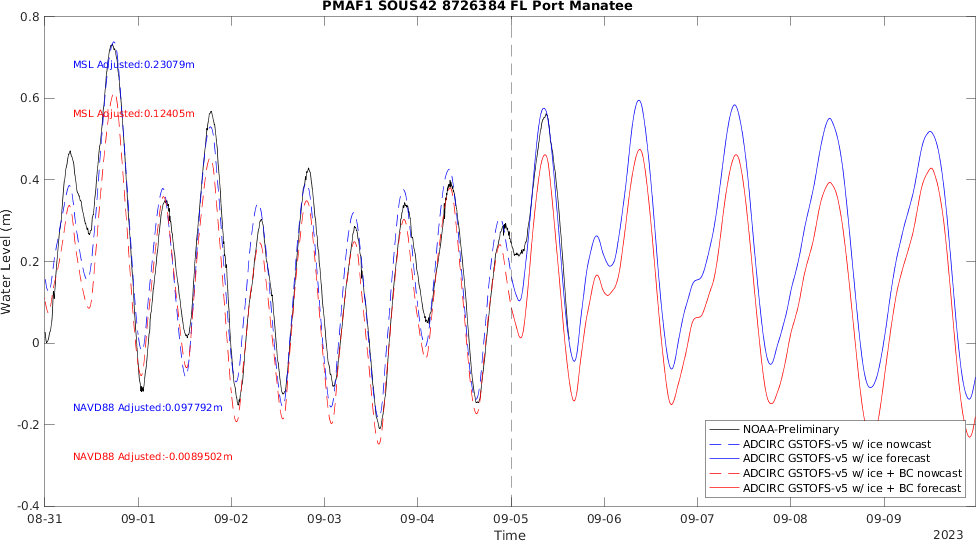 PMAF1 SOUS42 8726384 FL Port Manatee
0.8
0.6
0.4
0.2
0
-0.2
-0.4
Water Level (m)
MSL Adjusted:0.23079m
MSL Adjusted:0.12405m
NAVD88 Adjusted:0.097792m
NAVD88 Adjusted:-0.0089502m
NOAA-Preliminary
ADCIRC GSTOFS-v5 w/ ice nowcast
ADCIRC GSTOFS-v5 w/ ice forecast
ADCIRC GSTOFS-v5 w/ ice + BC nowcast
ADCIRC GSTOFS-v5 w/ ice + BC forecast
08-31 09-01 09-02 09-03 09-04 09-05 09-06 09-07 09-08 09-09
Time
2023